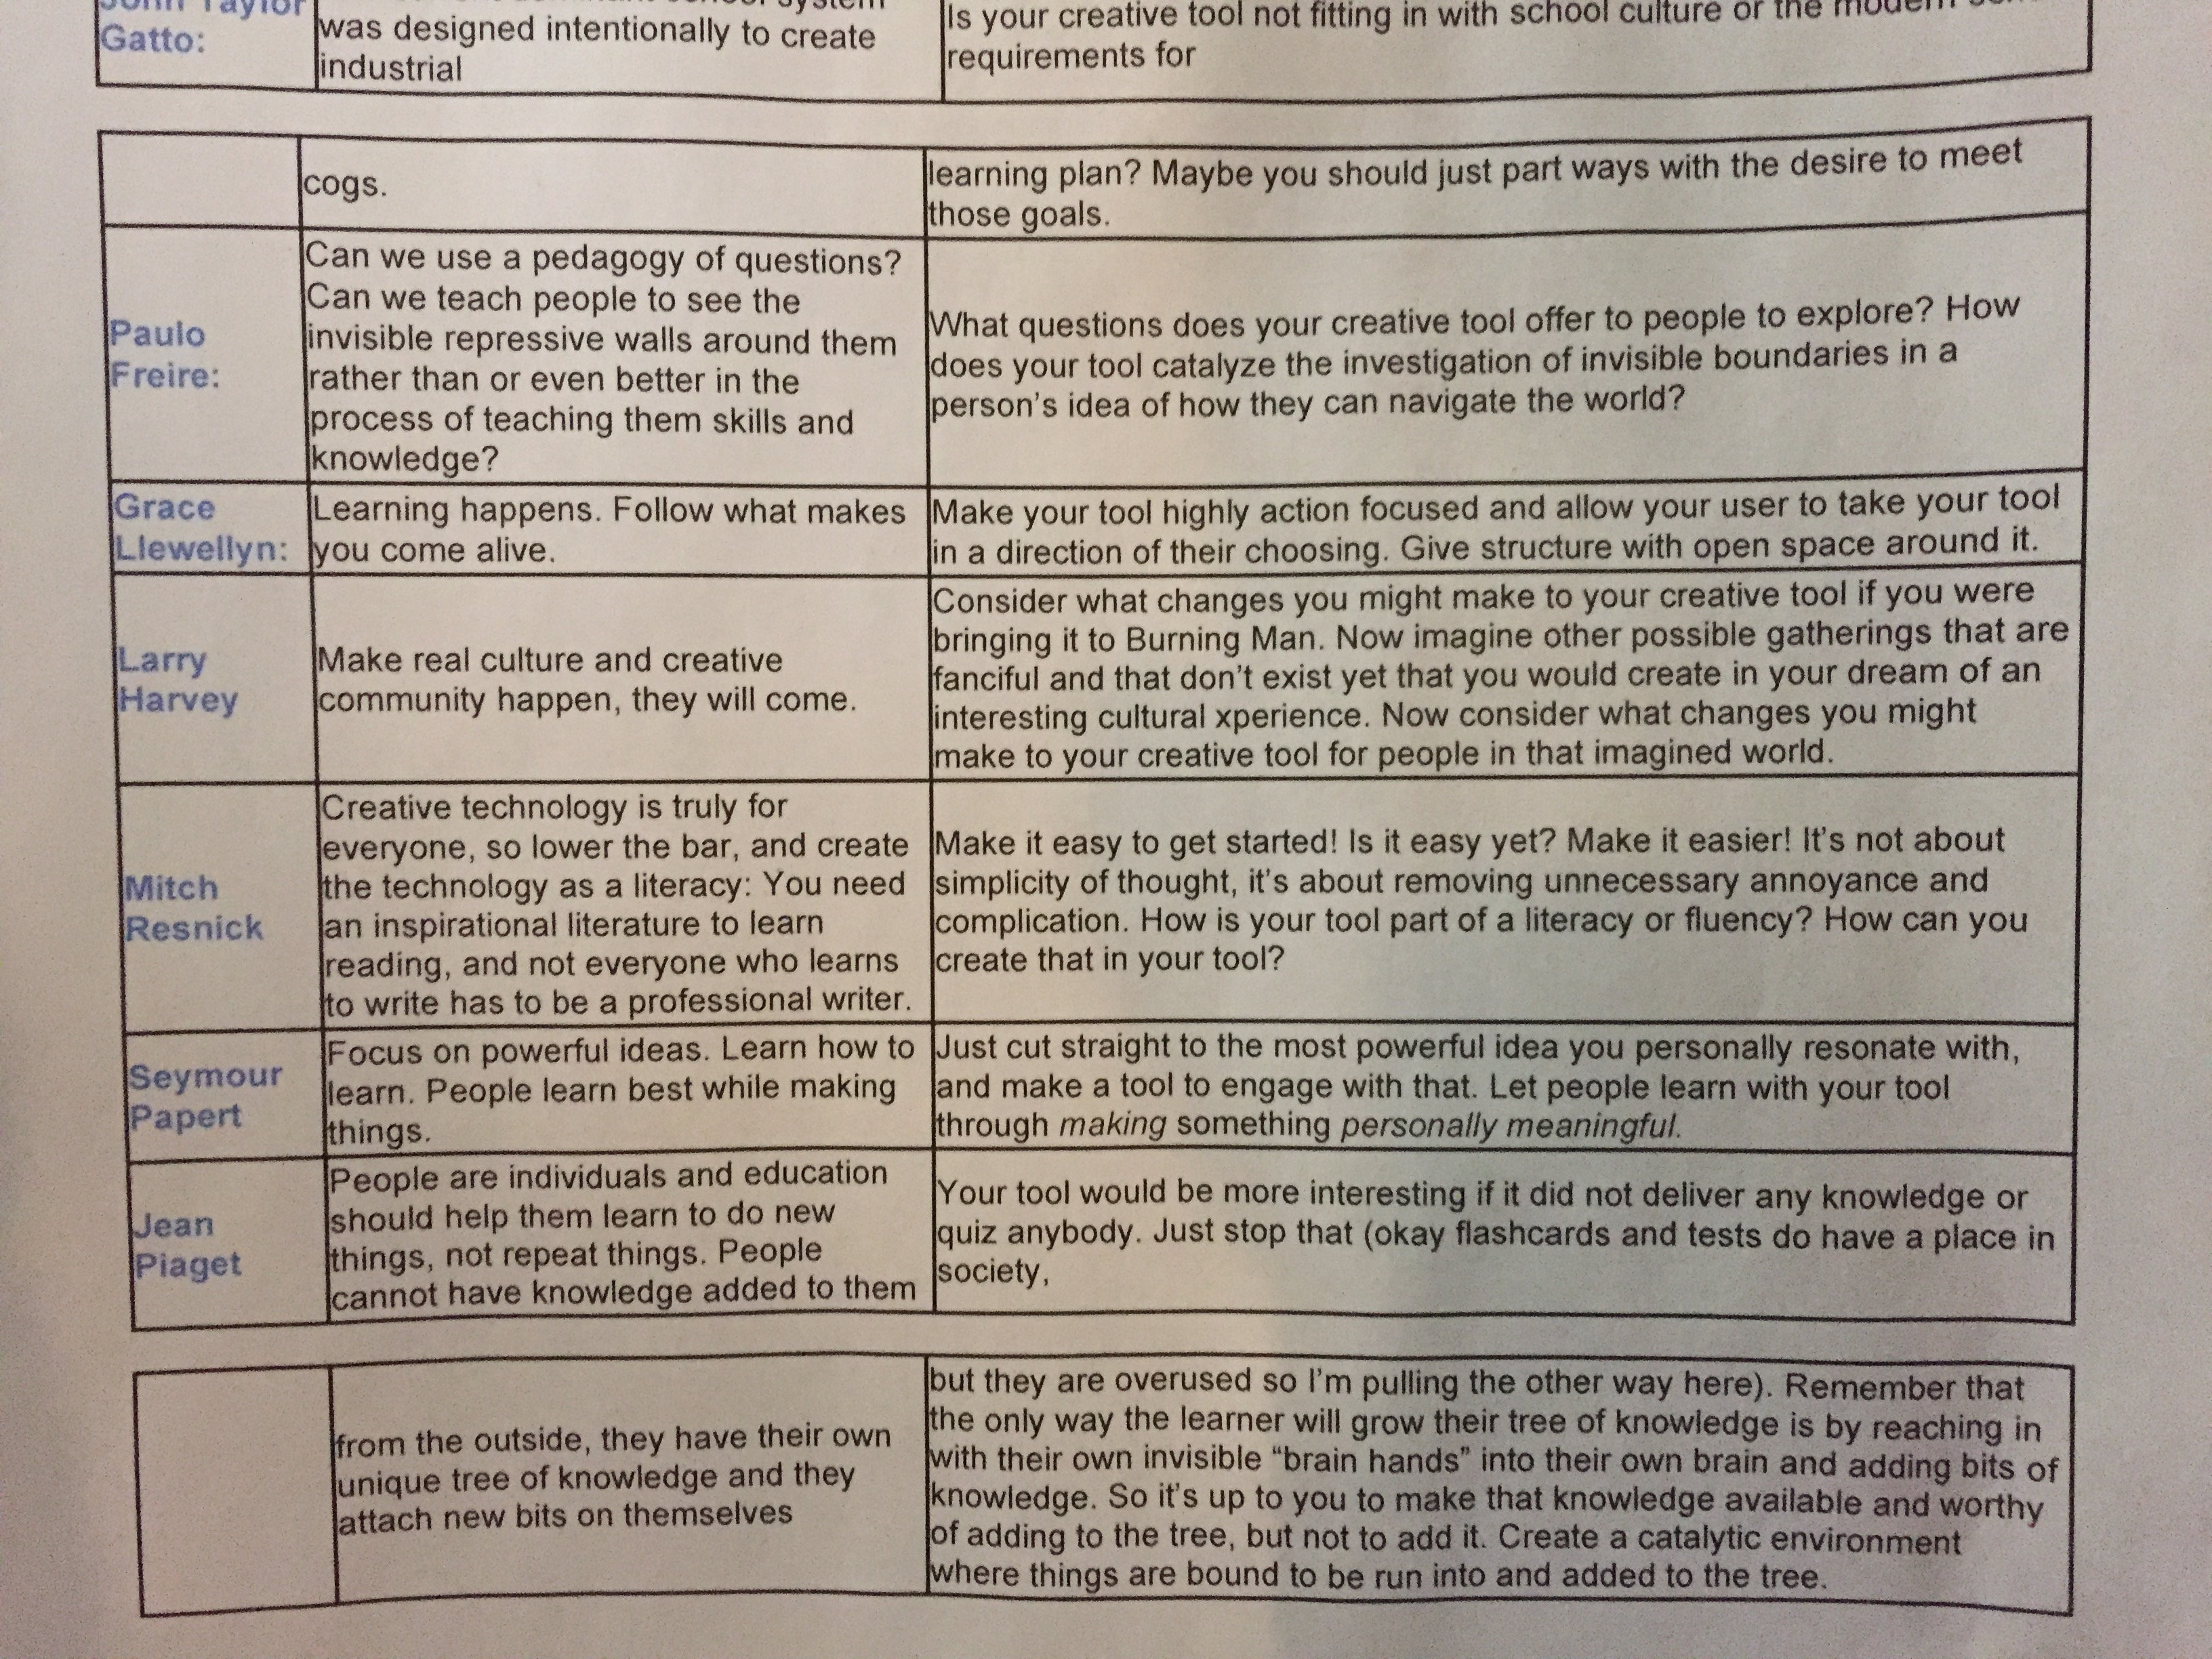 John Taylor
Gatto:
system
was designed intentionally to create
industrial
Is your creative tool not fitting in with school culture or the modern
requirements for
cogs.
learning plan? Maybe you should just part ways with the desire to meet
those goals.
Paulo
Freire:
Can we use a pedagogy of questions?
Can we teach people to see the
invisible repressive walls around them
rather than or even better in the
process of teaching them skills and
knowledge?
What questions does your creative tool offer to people to explore? How
does your tool catalyze the investigation of invisible boundaries in a
person's idea of how they can navigate the world?
Grace
Llewellyn:
Learning happens. Follow what makes
you come alive.
Make your tool highly action focused and allow your user to take your tool
in a direction of their choosing. Give structure with open space around it.
Larry
Harvey
Make real culture and creative
community happen, they will come.
Consider what changes you might make to your creative tool if you were
bringing it to Burning Man. Now imagine other possible gatherings that are
fanciful and that don't exist yet that you would create in your dream of an
interesting cultural xperience. Now consider what changes you might
make to your creative tool for people in that imagined world.
Mitch
Resnick
Creative technology is truly for
everyone, so lower the bar, and create
the technology as a literacy: You need
an inspirational literature to learn
reading, and not everyone who learns
to write has to be a professional writer.
Make it easy to get started! Is it easy yet? Make it easier! It's not about
simplicity of thought, it's about removing unnecessary annoyance and
complication. How is your tool part of a literacy or fluency? How can you
create that in your tool?
Seymour
Papert
Focus on powerful ideas. Learn how to
learn. People learn best while making
things.
Just cut straight to the most powerful idea you personally resonate with,
and make a tool to engage with that. Let people learn with your tool
through making something personally meaningful.
Jean
Piaget
People are individuals and education
should help them learn to do new
things, not repeat things. People
cannot have knowledge added to them
Your tool would be more interesting if it did not deliver any knowledge or
quiz anybody. Just stop that (okay flashcards and tests do have a place in
society,
from the outside, they have their own
unique tree of knowledge and they
attach new bits on themselves
but they are overused so I'm pulling the other way here). Remember that
the only way the learner will grow their tree of knowledge is by reaching in
with their own invisible “brain hands” into their own brain and adding bits of
knowledge. So it's up to you to make that knowledge available and worthy
of adding to the tree, but not to add it. Create a catalytic environment
where things are bound to be run into and added to the tree.